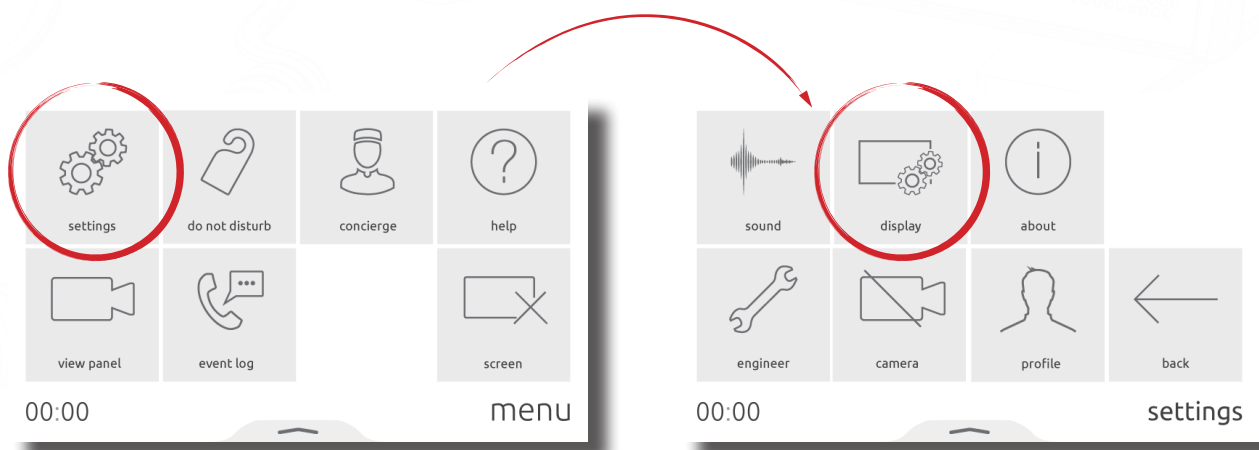 settings
do not disturb
concierge
help
view panel
event log
screen
00:00
menu
sound
display
about
engineer
camera
profile
back
00:00
settings